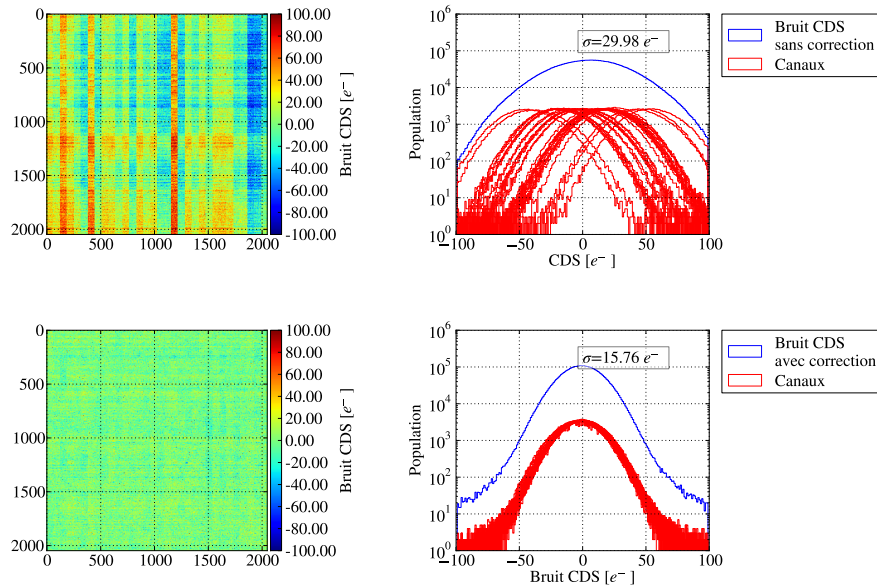 0
500
1000
1500
2000
0 500 1000 1500 2000
100.00
80.00
60.00
40.00
20.00
0.00
-20.00
-40.00
-60.00
-80.00
-100.00
Bruit CDS [e⁻]
10⁶
10⁵
10⁴
10³
10²
10¹
10⁰
Population
σ=29.98 e⁻
−100 −50 0 50 100
CDS [e⁻]
Bruit CDS
sans correction
Canaux
0
500
1000
1500
2000
0 500 1000 1500 2000
100.00
80.00
60.00
40.00
20.00
0.00
-20.00
-40.00
-60.00
-80.00
-100.00
Bruit CDS [e⁻]
10⁶
10⁵
10⁴
10³
10²
10¹
10⁰
Population
σ=15.76 e⁻
−100 −50 0 50 100
Bruit CDS [e⁻]
Bruit CDS
avec correction
Canaux